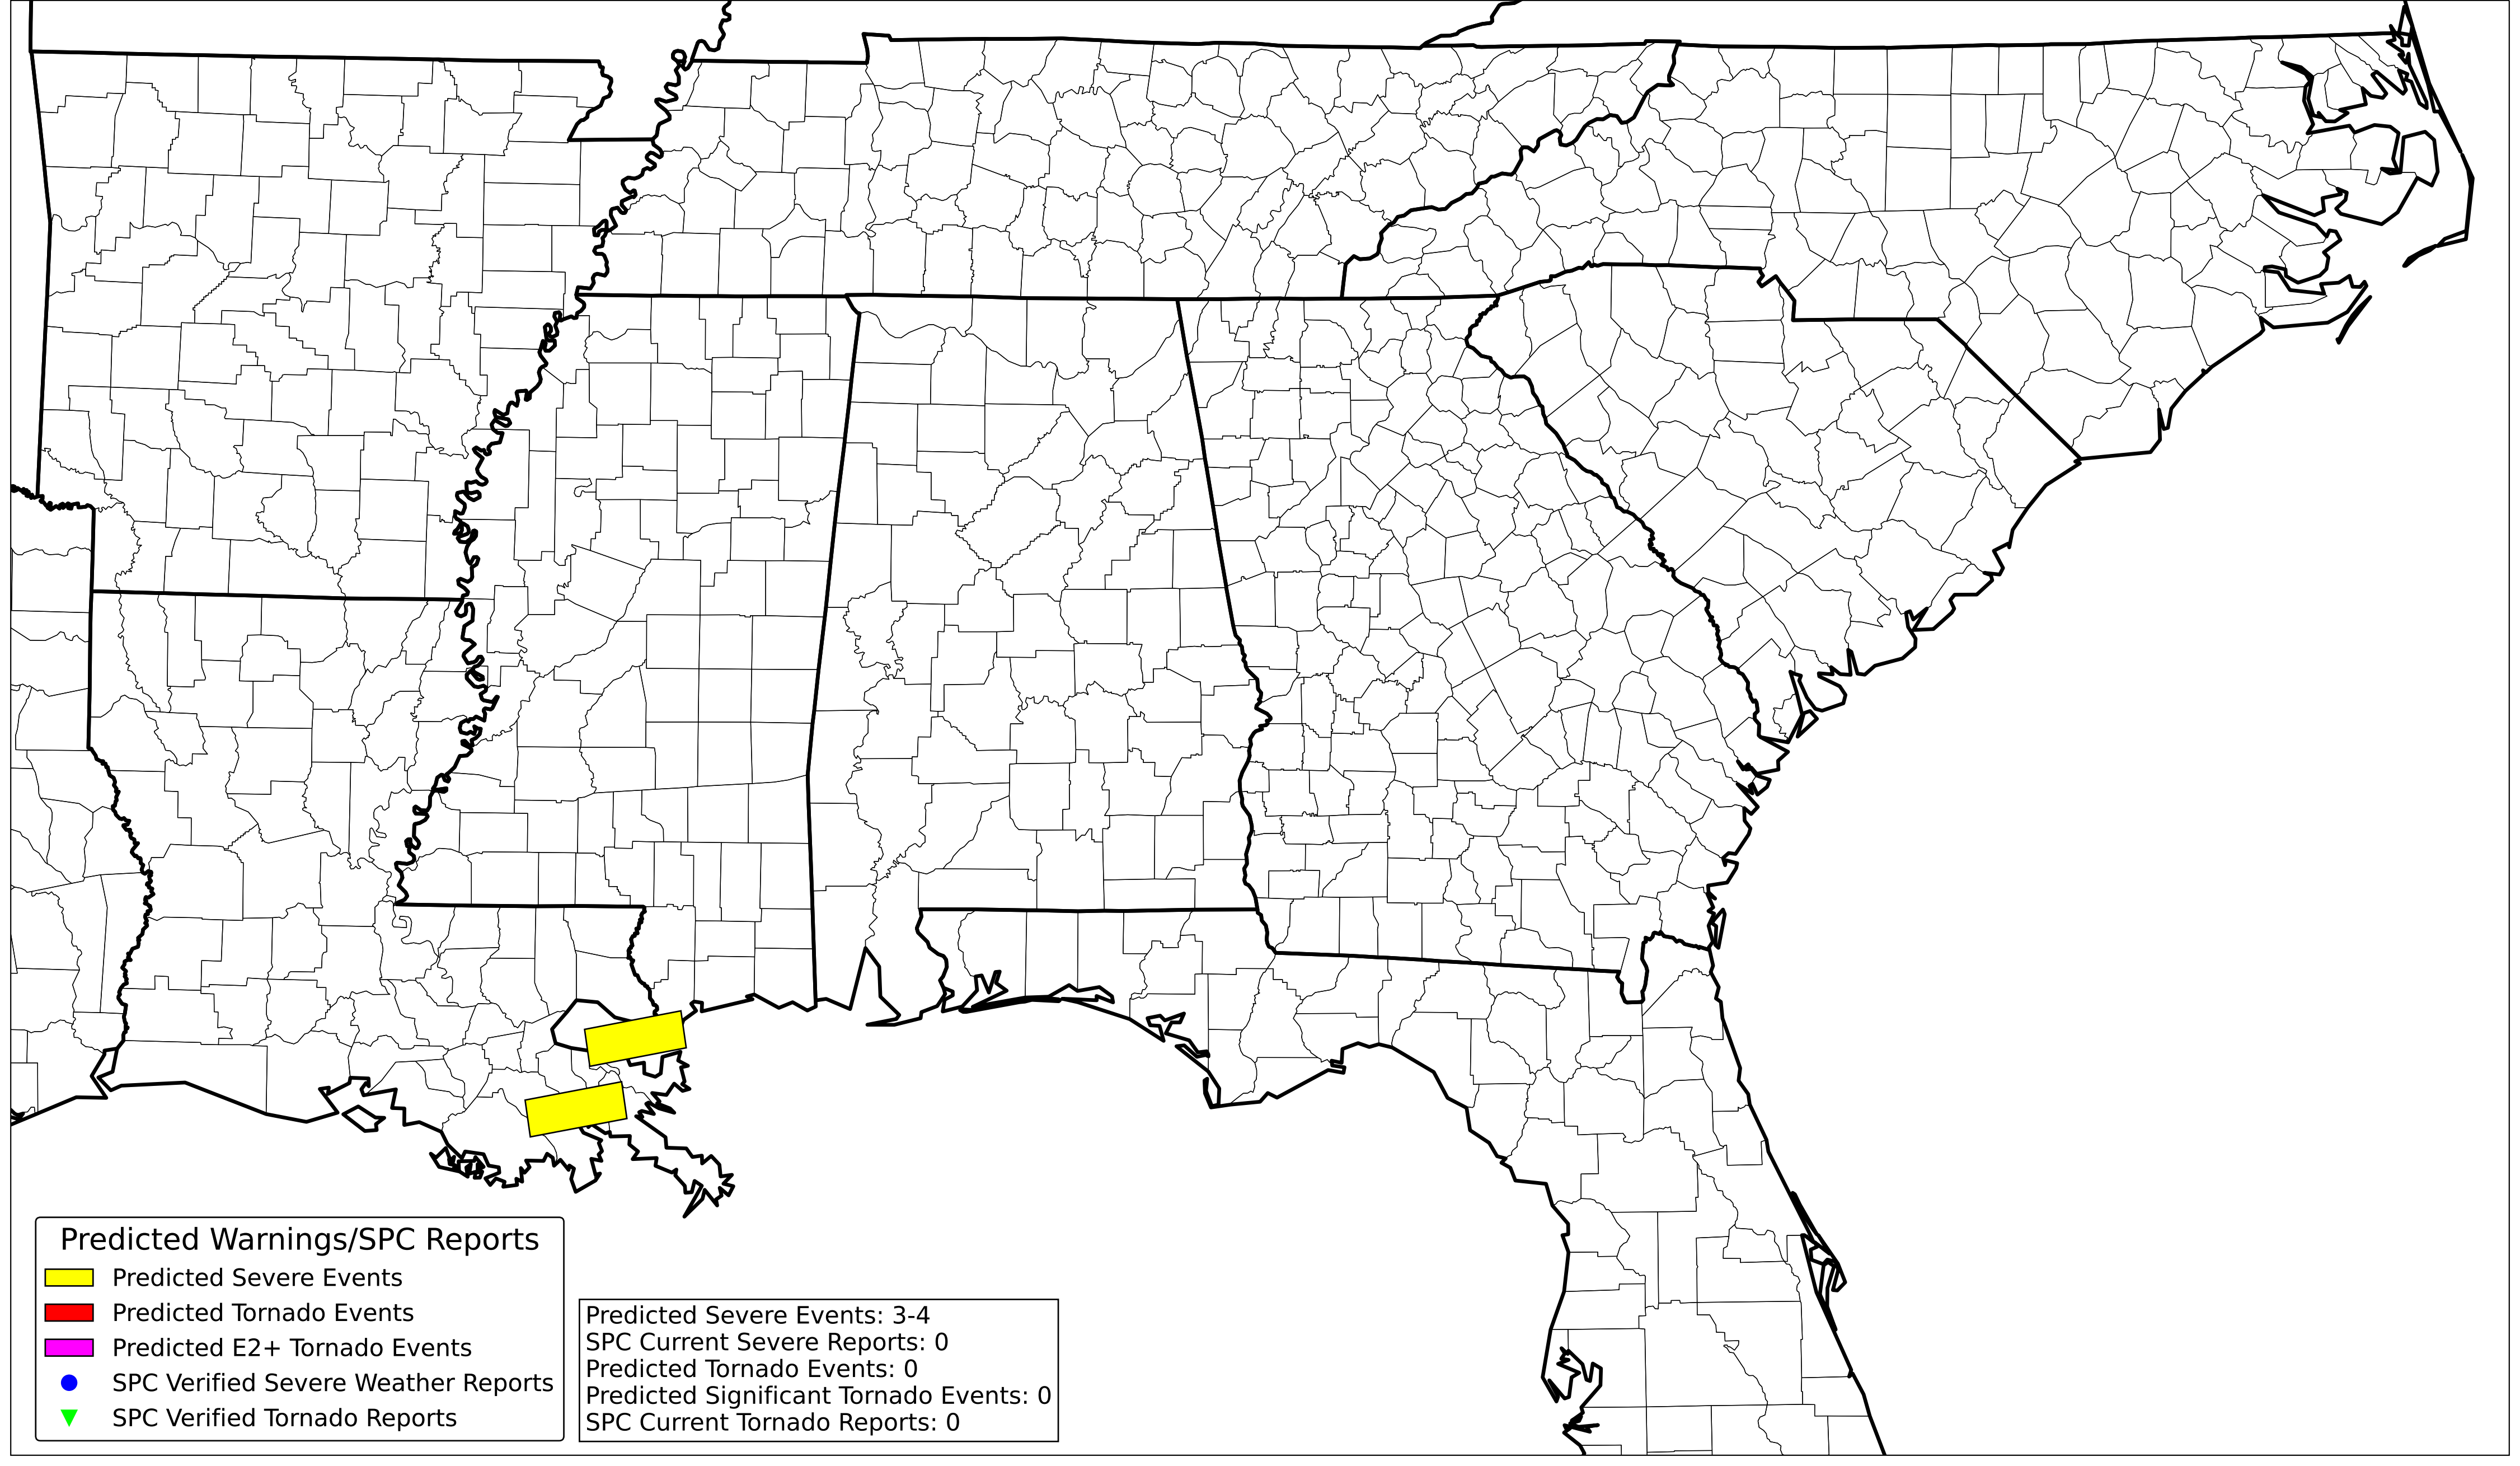 Predicted Warnings/SPC Reports
Predicted Severe Events
Predicted Tornado Events
Predicted E2+ Tornado Events
SPC Verified Severe Weather Reports
SPC Verified Tornado Reports
Predicted Severe Events: 3-4
SPC Current Severe Reports: 0
Predicted Tornado Events: 0
Predicted Significant Tornado Events: 0
SPC Current Tornado Reports: 0